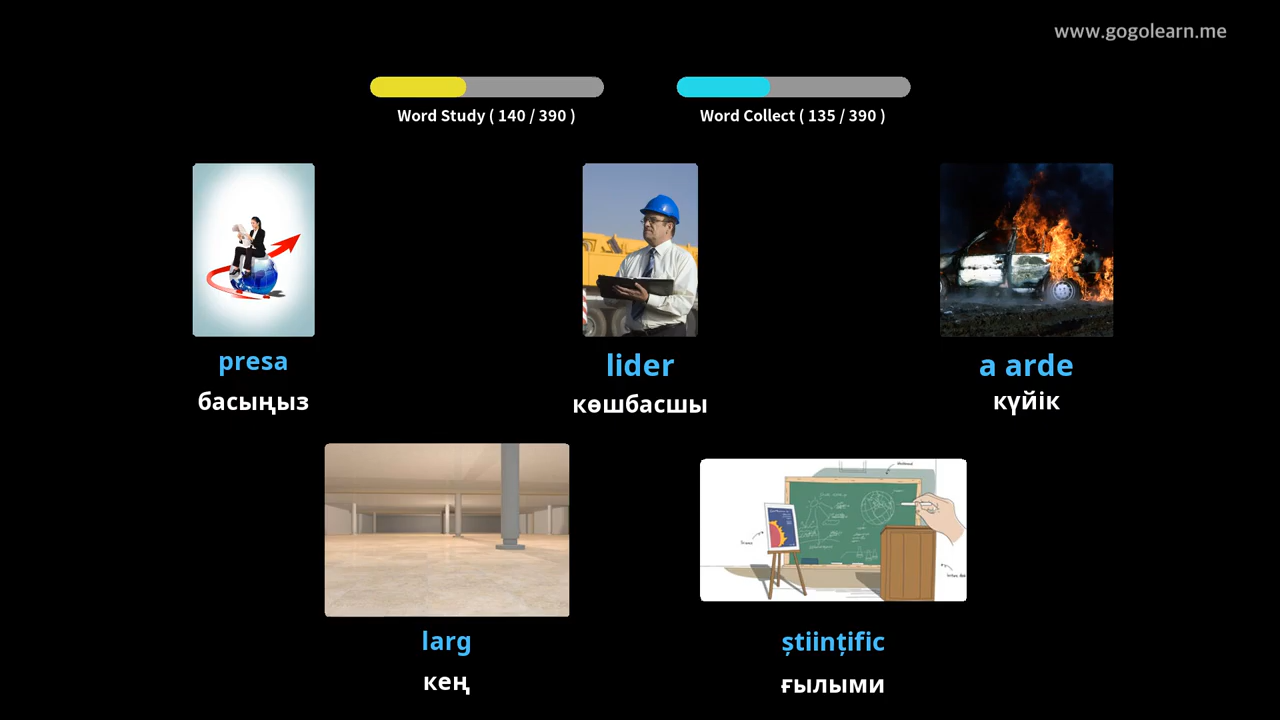 www.gogolearn.me
Word Study ( 140 / 390 )
Word Collect ( 135 / 390 )
presa
басыңыз
lider
көшбасшы
a arde
күйік
larg
кең
științific
ғылыми